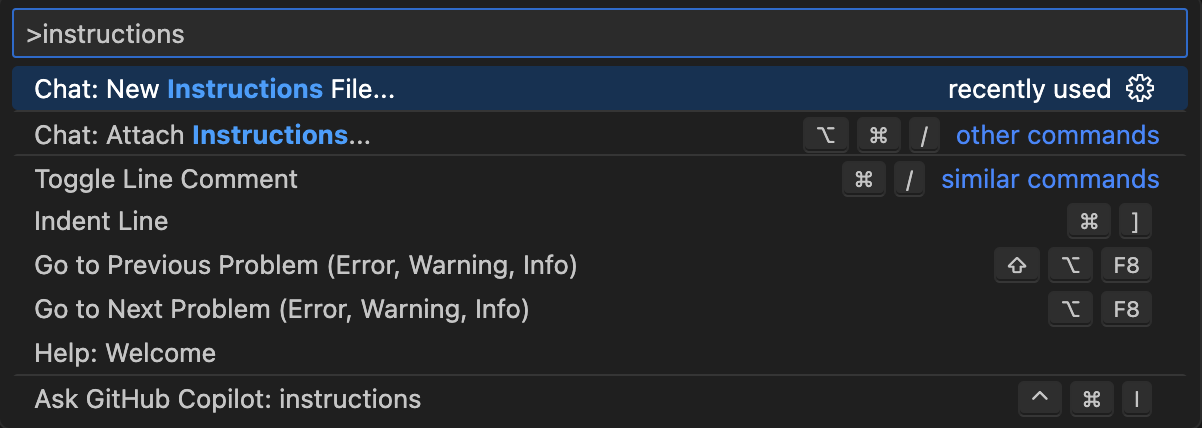 >instructions
Chat: New Instructions File... recently used
Chat: Attach Instructions... ⌥ ⌘ / other commands
Toggle Line Comment ⌘ / similar commands
Indent Line ⌘ ]
Go to Previous Problem (Error, Warning, Info) ⇧ ⌥ F8
Go to Next Problem (Error, Warning, Info) ⌥ F8
Help: Welcome
Ask GitHub Copilot: instructions ^ ⌘ I